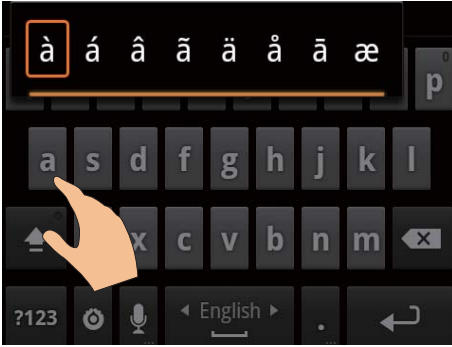 à á â ã ä å ā æ
p
a s d f g h j k l
x c v b n m
?123 English .